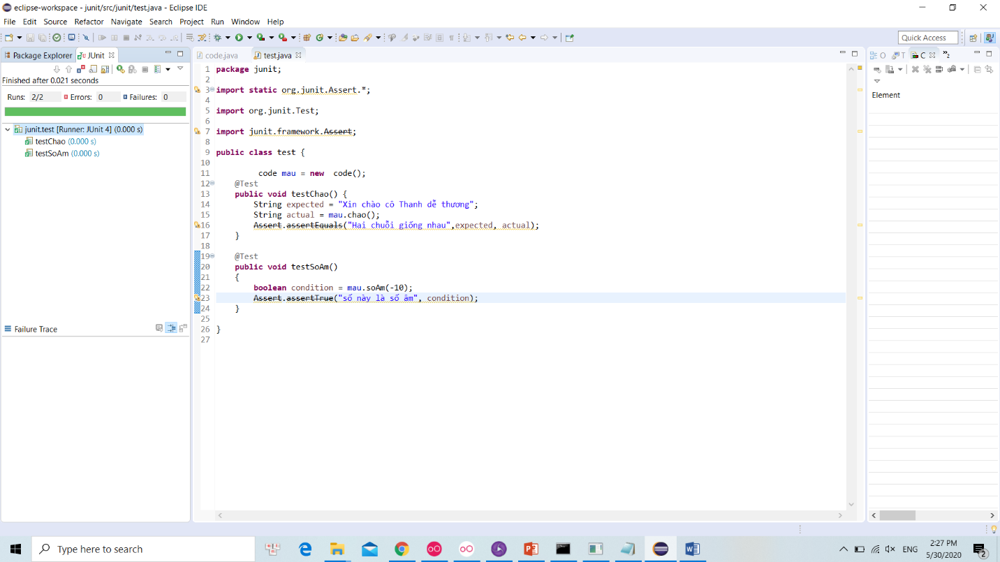 eclipse-workspace - junit/src/junit/test.java - Eclipse IDE
File Edit Source Refactor Navigate Search Project Run Window Help
Quick Access
Package Explorer JUnit
code.java test.java
O T C »2
Finished after 0.021 seconds
Runs: 2/2 Errors: 0 Failures: 0
junit.test [Runner: JUnit 4] (0.000 s)
testChao (0.000 s)
testSoAm (0.000 s)
Failure Trace
1 package junit;
2
3 import static org.junit.Assert.*;
4
5 import org.junit.Test;
6
7 import junit.framework.Assert;
8
9 public class test {
10
11 code mau = new code();
12 @Test
13 public void testChao() {
14 String expected = "Xin chào cô Thanh dễ thương";
15 String actual = mau.chao();
16 Assert.assertEquals("Hai chuỗi giống nhau",expected, actual);
17 }
18
19 @Test
20 public void testSoAm()
21 {
22 boolean condition = mau.soAm(-10);
23 Assert.assertTrue("số này là số âm", condition);
24 }
25
26 }
27
Element
Type here to search
ENG
2:27 PM
5/30/2020
2